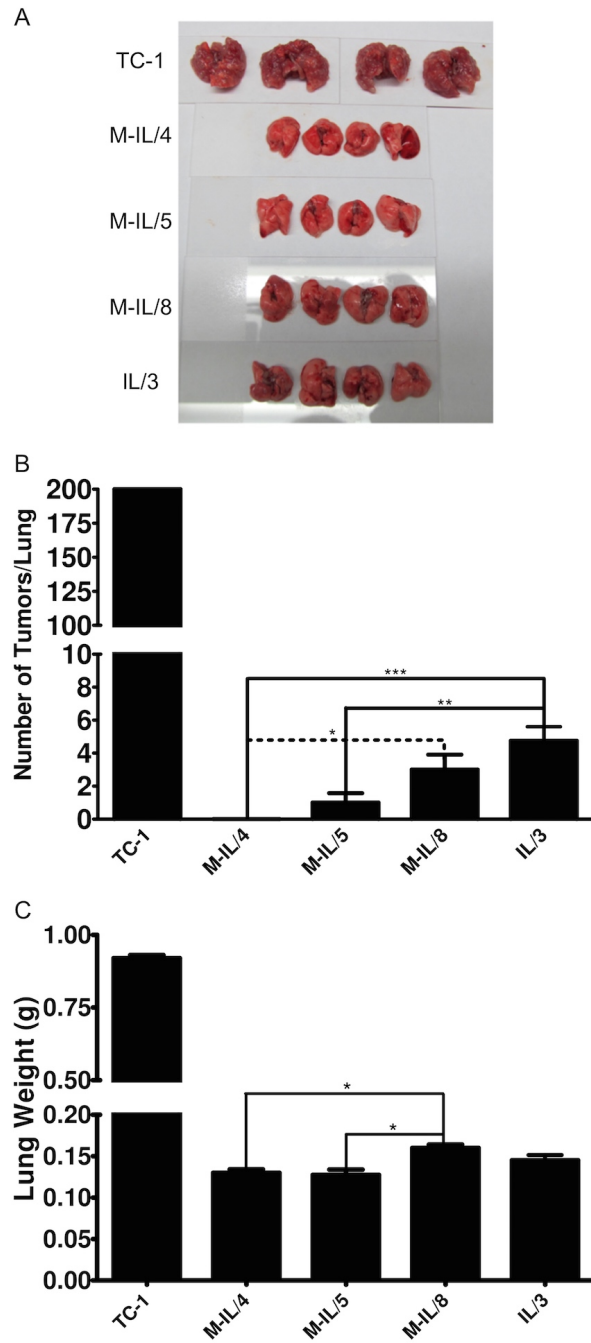 A
TC-1
M-IL/4
M-IL/5
M-IL/8
IL/3
B
Number of Tumors/Lung
200
175
150
125
100
10
8
6
4
2
0
***
**
*
TC-1
M-IL/4
M-IL/5
M-IL/8
IL/3
C
Lung Weight (g)
1.00
0.75
0.50
0.20
0.15
0.10
0.05
0.00
*
*
TC-1
M-IL/4
M-IL/5
M-IL/8
IL/3